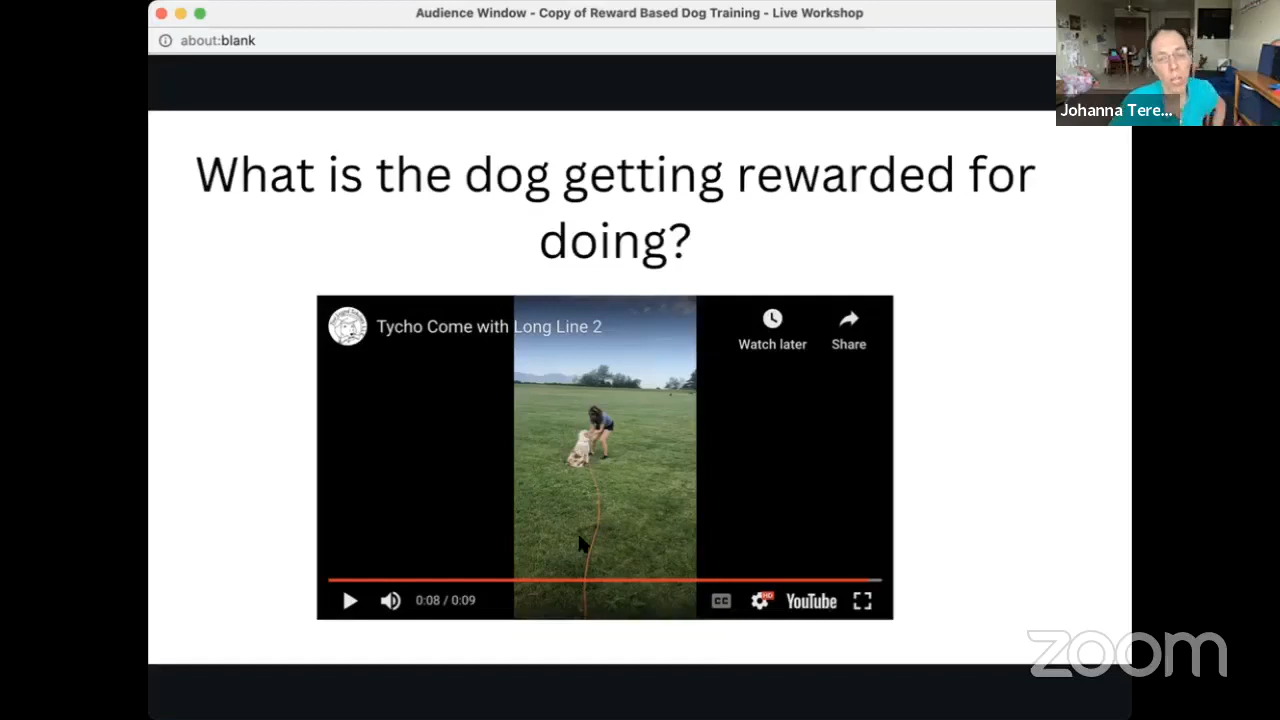 Audience Window - Copy of Reward Based Dog Training - Live Workshop
about:blank
Johanna Tere...
What is the dog getting rewarded for
doing?
Tycho Come with Long Line 2
Watch later
Share
0:08 / 0:09
CC
HD
YouTube
zoom